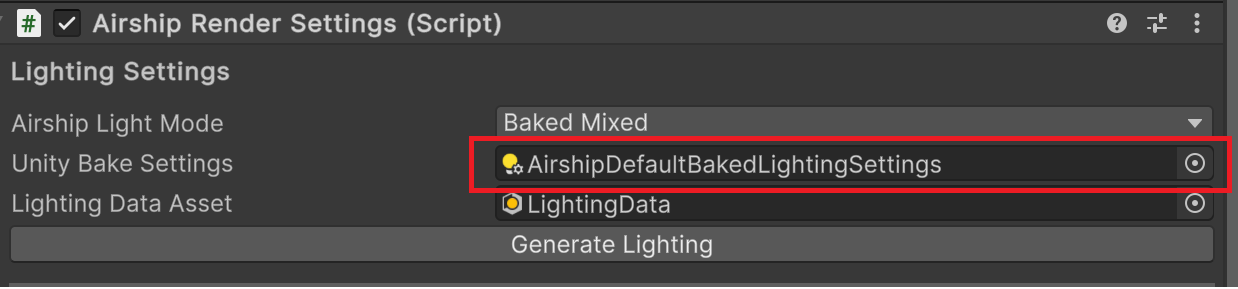 Airship Render Settings (Script)
Lighting Settings
Airship Light Mode Baked Mixed
Unity Bake Settings AirshipDefaultBakedLightingSettings
Lighting Data Asset LightingData
Generate Lighting